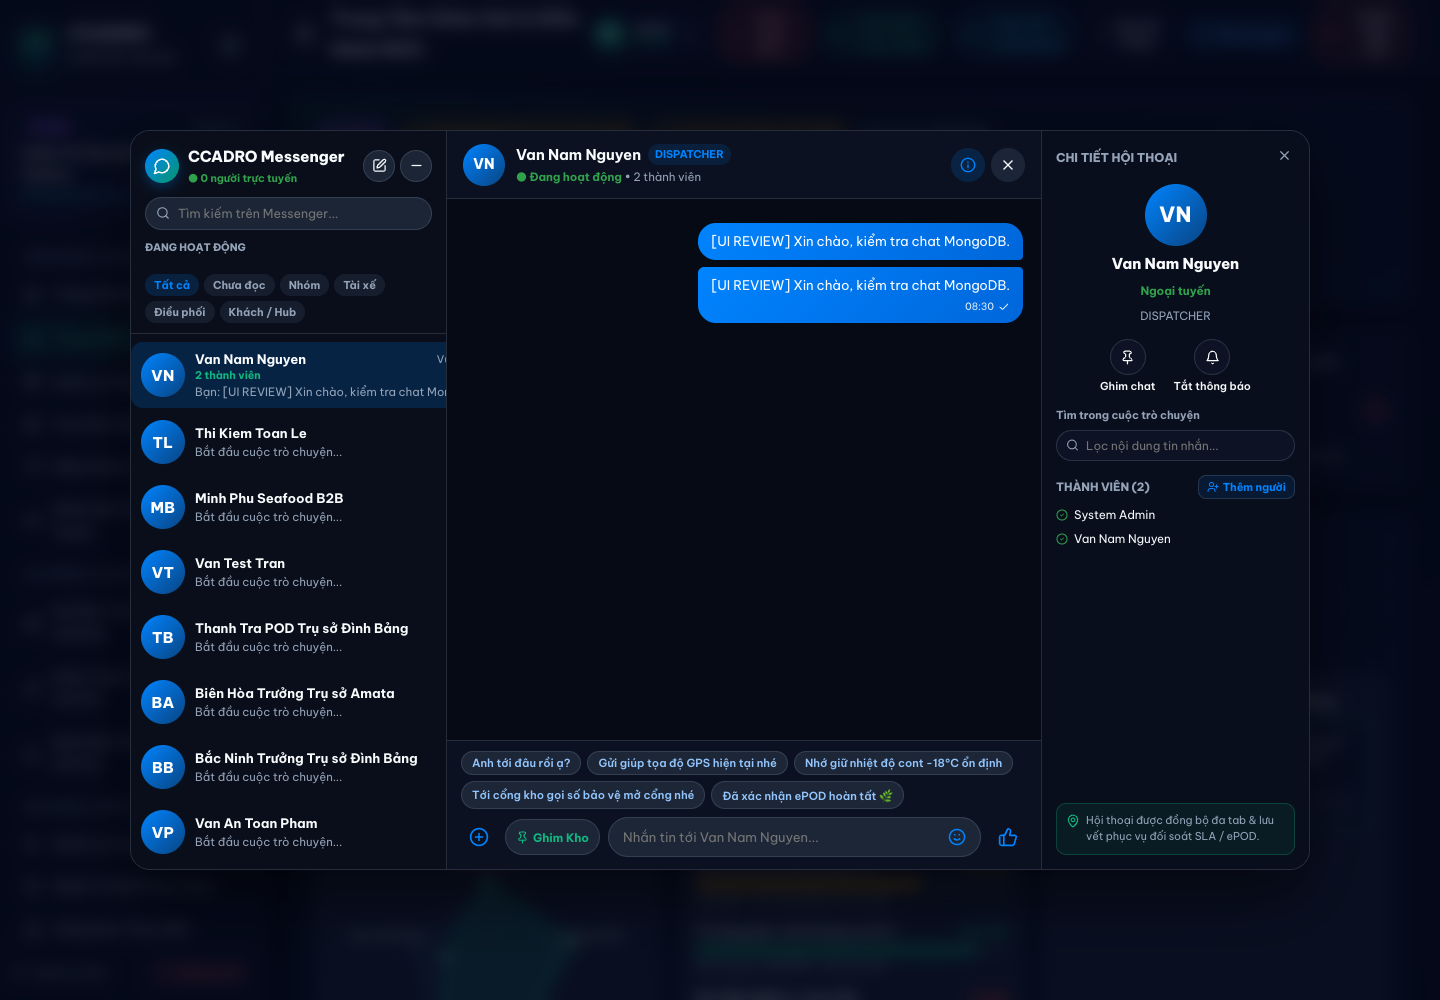 CCADRO Messenger
0 người trực tuyến
Tìm kiếm trên Messenger...
ĐANG HOẠT ĐỘNG
Tất cả
Chưa đọc
Nhóm
Tài xế
Điều phối
Khách / Hub
VN
Van Nam Nguyen
2 thành viên
Bạn: [UI REVIEW] Xin chào, kiểm tra chat
TL
Thi Kiem Toan Le
Bắt đầu cuộc trò chuyện...
MB
Minh Phu Seafood B2B
Bắt đầu cuộc trò chuyện...
VT
Van Test Tran
Bắt đầu cuộc trò chuyện...
TB
Thanh Tra POD Trụ sở Đình Bảng
Bắt đầu cuộc trò chuyện...
BA
Biên Hòa Trưởng Trụ sở Amata
Bắt đầu cuộc trò chuyện...
BB
Bắc Ninh Trưởng Trụ sở Đình Bảng
Bắt đầu cuộc trò chuyện...
VP
Van An Toan Pham
Bắt đầu cuộc trò chuyện...
VN
Van Nam Nguyen DISPATCHER
Đang hoạt động • 2 thành viên
[UI REVIEW] Xin chào, kiểm tra chat MongoDB.
[UI REVIEW] Xin chào, kiểm tra chat MongoDB.
08:30
Anh tới đâu rồi ạ?
Gửi giúp tọa độ GPS hiện tại nhé
Nhớ giữ nhiệt độ cont -18°C ổn định
Tới cổng kho gọi số bảo vệ mở cổng nhé
Đã xác nhận ePOD hoàn tất 🌿
Ghim Kho
Nhắn tin tới Van Nam Nguyen...
CHI TIẾT HỘI THOẠI
VN
Van Nam Nguyen
Ngoại tuyến
DISPATCHER
Ghim chat
Tắt thông báo
Tìm trong cuộc trò chuyện
Lọc nội dung tin nhắn...
THÀNH VIÊN (2)
Thêm người
System Admin
Van Nam Nguyen
Hội thoại được đồng bộ đa tab & lưu
vết phục vụ đối soát SLA / ePOD.